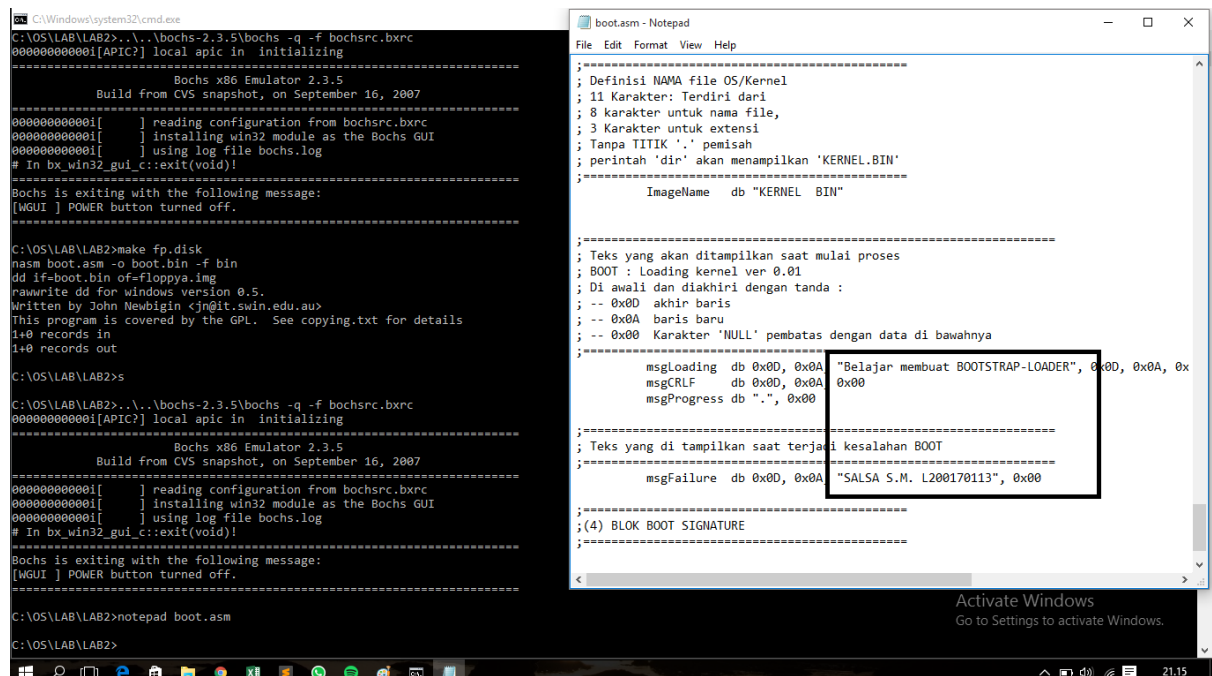 C:\Windows\system32\cmd.exe
C:\OS\LAB\LAB2>..\..\bochs-2.3.5\bochs -q -f bochsrc.bxrc
00000000000i[APIC?] local apic in  initializing
========================================================================
Bochs x86 Emulator 2.3.5
Build from CVS snapshot, on September 16, 2007
========================================================================
00000000000i[     ] reading configuration from bochsrc.bxrc
00000000000i[     ] installing win32 module as the Bochs GUI
00000000000i[     ] using log file bochs.log
# In bx_win32_gui_c::exit(void)!
========================================================================
Bochs is exiting with the following message:
[WGUI ] POWER button turned off.
========================================================================
C:\OS\LAB\LAB2>make fp.disk
nasm boot.asm -o boot.bin -f bin
dd if=boot.bin of=floppya.img
rawwrite dd for windows version 0.5.
Written by John Newbigin <jn@it.swin.edu.au>
This program is covered by the GPL.  See copying.txt for details
1+0 records in
1+0 records out
C:\OS\LAB\LAB2>s
C:\OS\LAB\LAB2>..\..\bochs-2.3.5\bochs -q -f bochsrc.bxrc
00000000000i[APIC?] local apic in  initializing
========================================================================
Bochs x86 Emulator 2.3.5
Build from CVS snapshot, on September 16, 2007
========================================================================
00000000000i[     ] reading configuration from bochsrc.bxrc
00000000000i[     ] installing win32 module as the Bochs GUI
00000000000i[     ] using log file bochs.log
# In bx_win32_gui_c::exit(void)!
========================================================================
Bochs is exiting with the following message:
[WGUI ] POWER button turned off.
========================================================================
C:\OS\LAB\LAB2>notepad boot.asm
C:\OS\LAB\LAB2>
boot.asm - Notepad
File Edit Format View Help
;==============================================
; Definisi NAMA file OS/Kernel
; 11 Karakter: Terdiri dari
; 8 karakter untuk nama file,
; 3 Karakter untuk extensi
; Tanpa TITIK '.' pemisah
; perintah 'dir' akan menampilkan 'KERNEL.BIN'
;==============================================
ImageName   db "KERNEL  BIN"
;===================================================================
; Teks yang akan ditampilkan saat mulai proses
; BOOT : Loading kernel ver 0.01
; Di awali dan diakhiri dengan tanda :
; -- 0x0D  akhir baris
; -- 0x0A  baris baru
; -- 0x00  Karakter 'NULL' pembatas dengan data di bawahnya
;==============================================
msgLoading  db 0x0D, 0x0A, "Belajar membuat BOOTSTRAP-LOADER", 0x0D, 0x0A, 0x
msgCRLF     db 0x0D, 0x0A, 0x00
msgProgress db ".", 0x00
;===================================================================
; Teks yang di tampilkan saat terjadi kesalahan BOOT
;===================================================================
msgFailure  db 0x0D, 0x0A, "SALSA S.M. L200170113", 0x00
;==============================================
;(4) BLOK BOOT SIGNATURE
;==============================================
Activate Windows
Go to Settings to activate Windows.
21.15